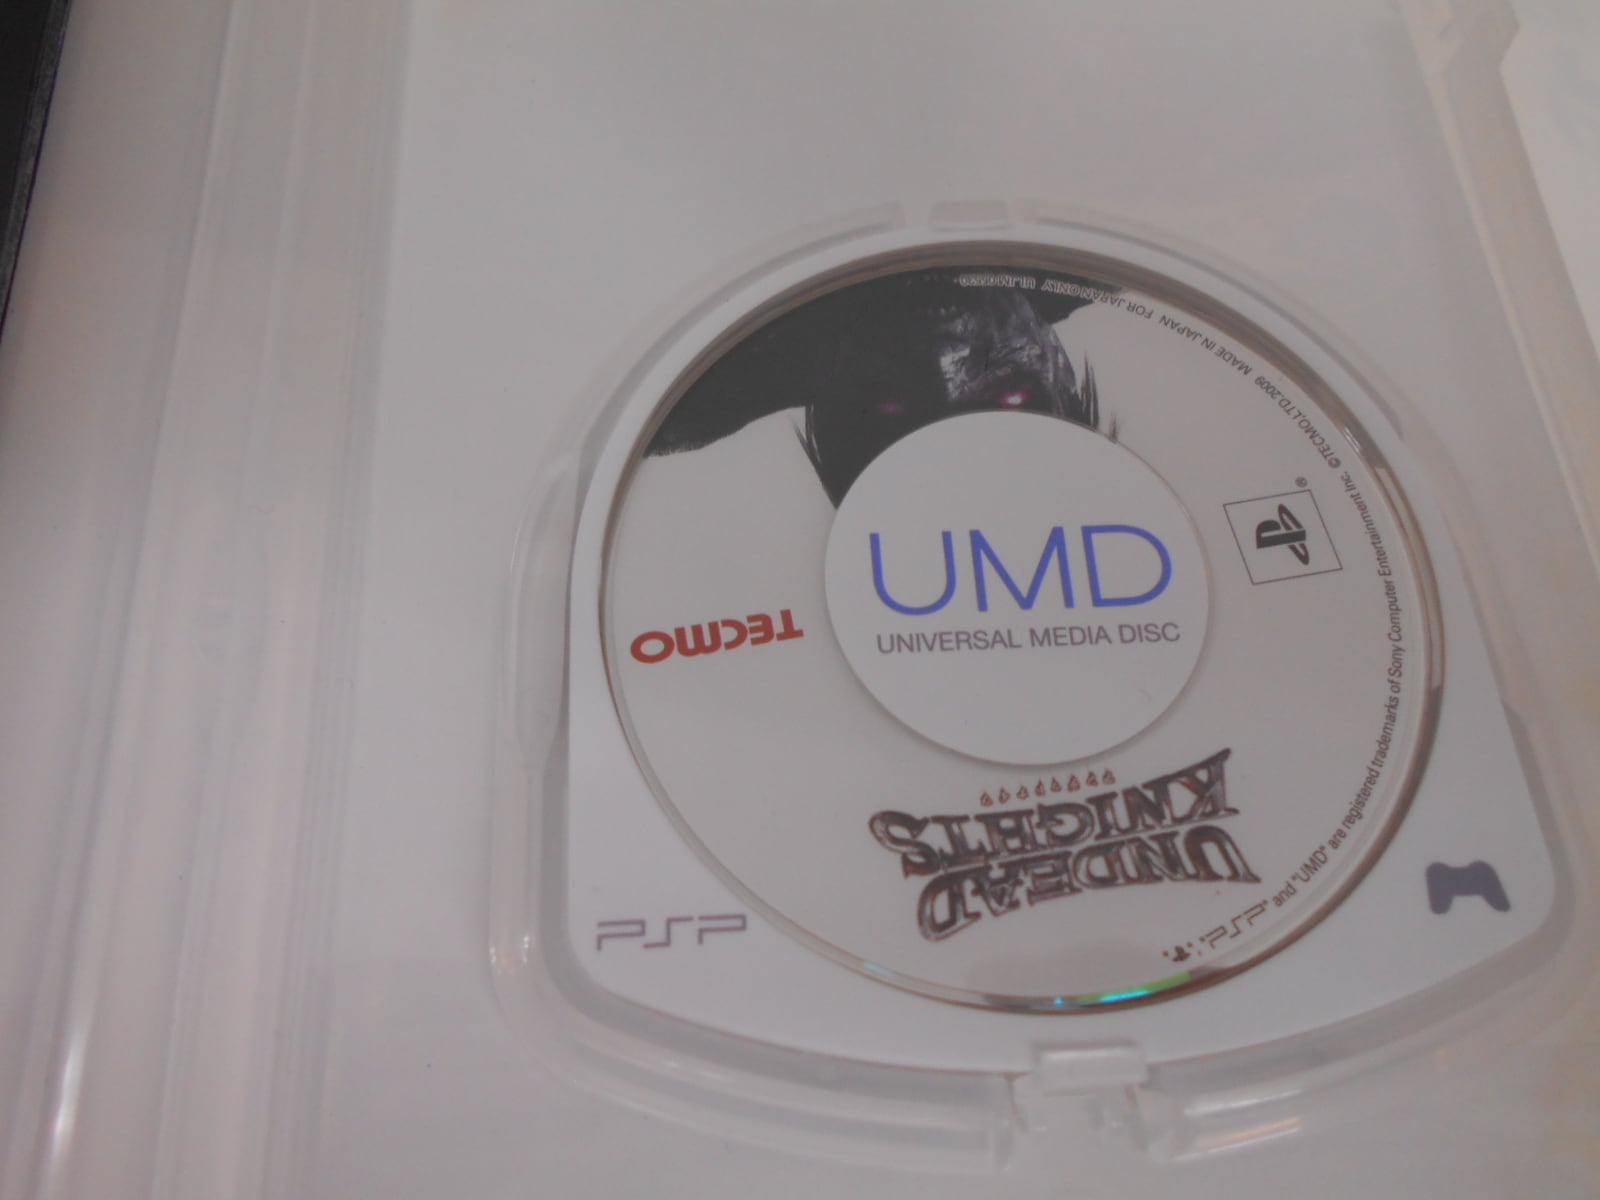 UMD
UNIVERSAL MEDIA DISC
TECMO
UNDEAD
KNIGHTS
PSP
"PSP" and "UMD" are registered trademarks of Sony Computer Entertainment Inc. ©TECMO,LTD.2009 MADE IN JAPAN FOR JAPAN ONLY